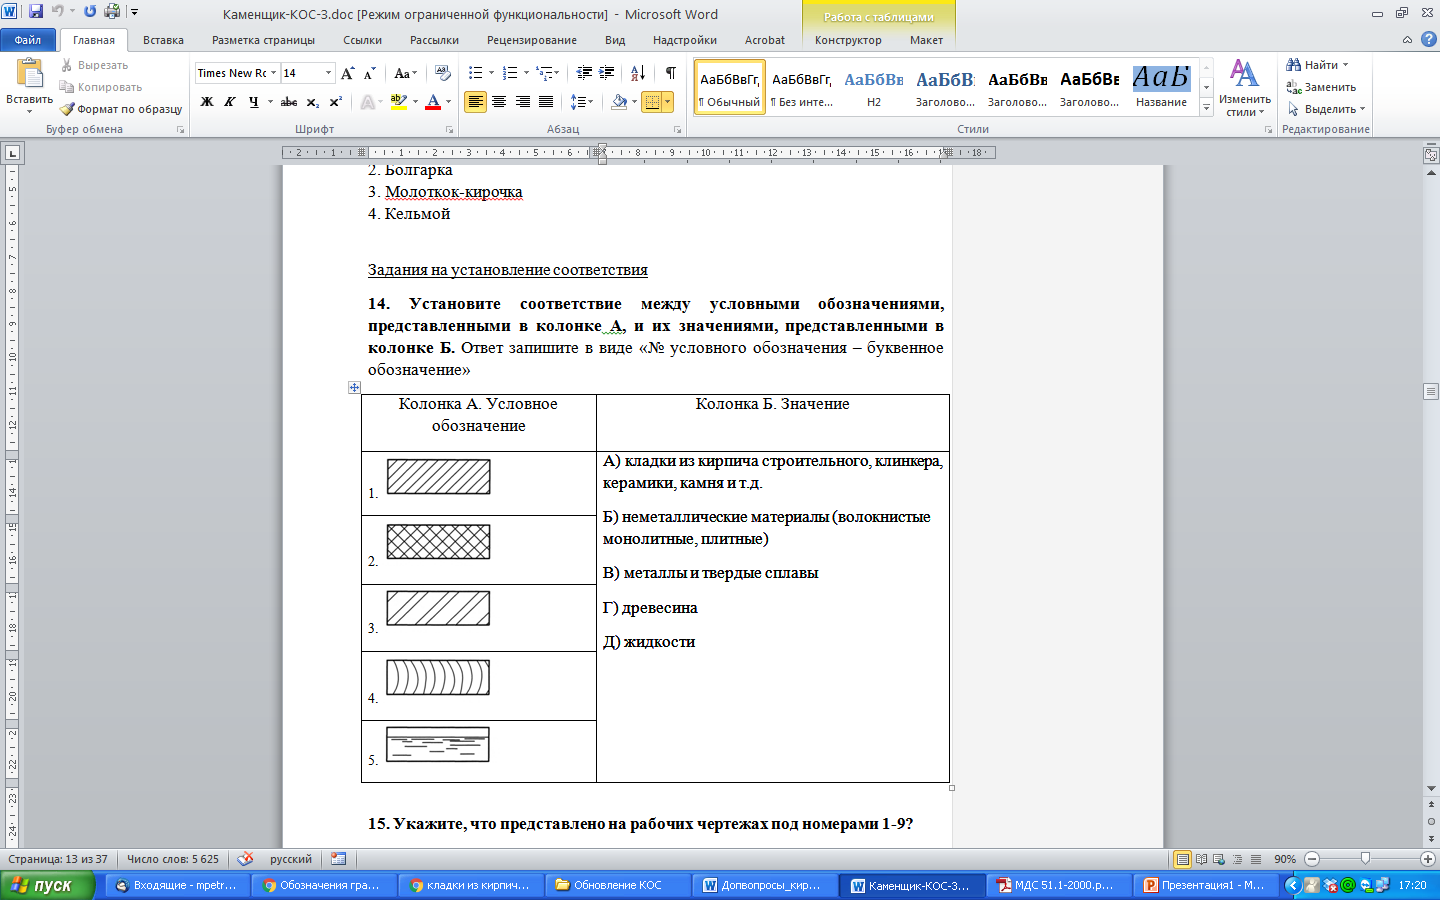 Каменщик-КОС-3.doc [Режим ограниченной функциональности] - Microsoft Word
Работа с таблицами
Файл Главная Вставка Разметка страницы Ссылки Рассылки Рецензирование Вид Надстройки Acrobat Конструктор Макет
Вставить
Вырезать
Копировать
Формат по образцу
Буфер обмена
Times New Ro 14
Ж К Ч abc x₂ x²
Шрифт
Абзац
АаБбВвГг, АаБбВвГг, АаБбВв АаБбВ АаБбВв АаБбВв АаБ
¶ Обычный ¶ Без инте... H2 Заголово... Заголово... Заголово... Название
Стили
Изменить стили
Найти
Заменить
Выделить
Редактирование
2. Болгарка
3. Молоткок-кирочка
4. Кельмой
Задания на установление соответствия
14. Установите соответствие между условными обозначениями,
представленными в колонке А, и их значениями, представленными в
колонке Б. Ответ запишите в виде «№ условного обозначения – буквенное
обозначение»
Колонка А. Условное
обозначение
Колонка Б. Значение
1.
2.
3.
4.
5.
А) кладки из кирпича строительного, клинкера,
керамики, камня и т.д.
Б) неметаллические материалы (волокнистые
монолитные, плитные)
В) металлы и твердые сплавы
Г) древесина
Д) жидкости
15. Укажите, что представлено на рабочих чертежах под номерами 1-9?
Страница: 13 из 37 Число слов: 5 625 русский 90%
пуск Входящие - mpetr... Обозначения гра... кладки из кирпич... Обновление КОС Допвопросы_кир... Каменщик-КОС-3... МДС 51.1-2000.p... Презентация1 - M... 17:20